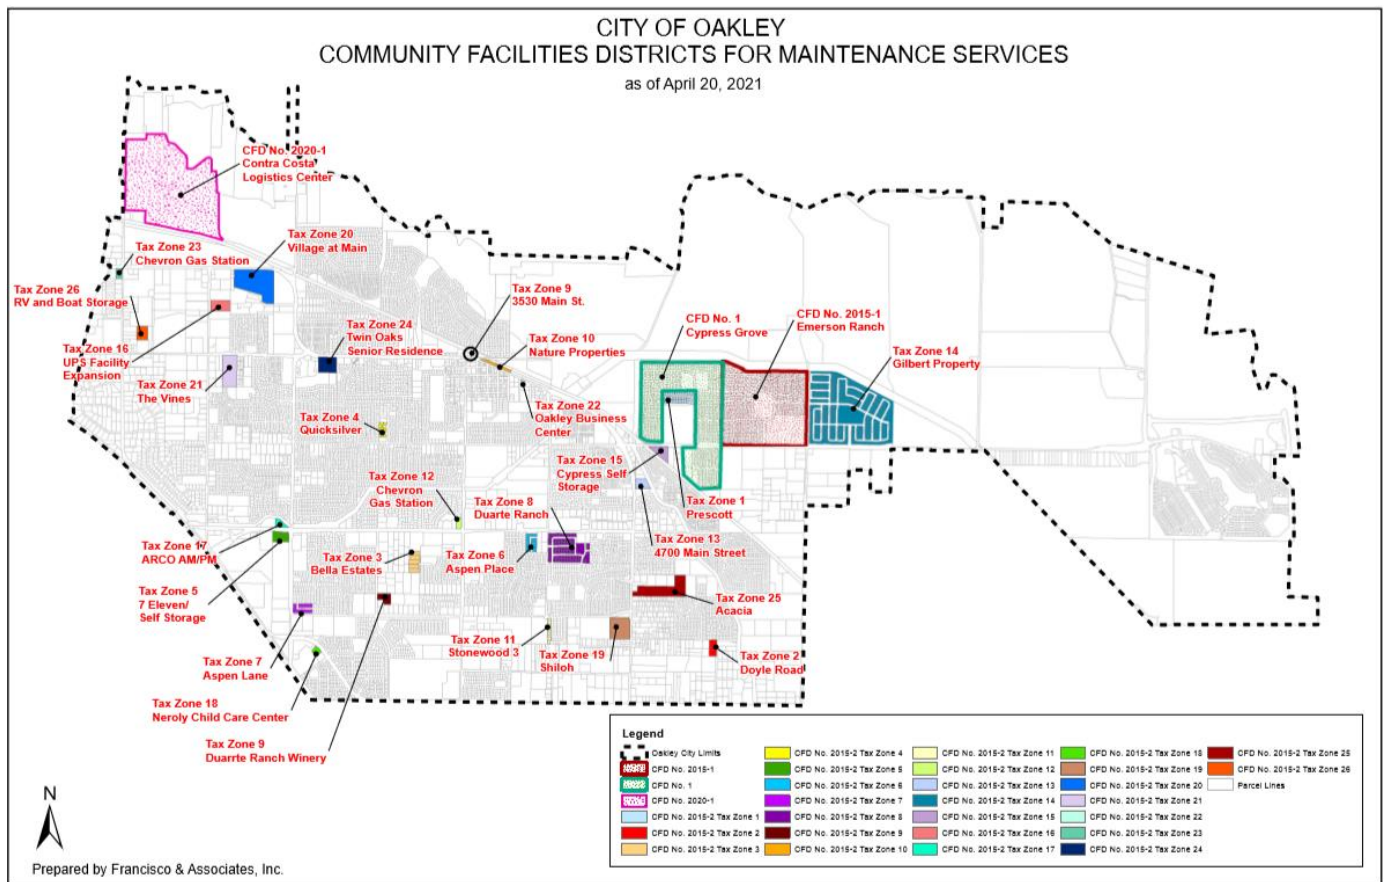 CITY OF OAKLEY
COMMUNITY FACILITIES DISTRICTS FOR MAINTENANCE SERVICES
as of April 20, 2021
CFD No. 2020-1
Contra Costa
Logistics Center
Tax Zone 20
Village at Main
Tax Zone 23
Chevron Gas Station
Tax Zone 26
RV and Boat Storage
Tax Zone 9
3530 Main St.
Tax Zone 24
Twin Oaks
Senior Residence
Tax Zone 10
Nature Properties
CFD No. 1
Cypress Grove
CFD No. 2015-1
Emerson Ranch
Tax Zone 14
Gilbert Property
Tax Zone 16
UPS Facility
Expansion
Tax Zone 21
The Vines
Tax Zone 4
Quicksilver
Tax Zone 22
Oakley Business
Center
Tax Zone 15
Cypress Self
Storage
Tax Zone 12
Chevron
Gas Station
Tax Zone 8
Duarte Ranch
Tax Zone 1
Prescott
Tax Zone 13
4700 Main Street
Tax Zone 17
ARCO AM/PM
Tax Zone 3
Bella Estates
Tax Zone 6
Aspen Place
Tax Zone 5
7 Eleven/
Self Storage
Tax Zone 25
Acacia
Tax Zone 11
Stonewood 3
Tax Zone 19
Shiloh
Tax Zone 2
Doyle Road
Tax Zone 7
Aspen Lane
Tax Zone 18
Neroly Child Care Center
Tax Zone 9
Duarrte Ranch Winery
Legend
Oakley City Limits
CFD No. 2015-1
CFD No. 1
CFD No. 2020-1
CFD No. 2015-2 Tax Zone 1
CFD No. 2015-2 Tax Zone 2
CFD No. 2015-2 Tax Zone 3
CFD No. 2015-2 Tax Zone 4
CFD No. 2015-2 Tax Zone 5
CFD No. 2015-2 Tax Zone 6
CFD No. 2015-2 Tax Zone 7
CFD No. 2015-2 Tax Zone 8
CFD No. 2015-2 Tax Zone 9
CFD No. 2015-2 Tax Zone 10
CFD No. 2015-2 Tax Zone 11
CFD No. 2015-2 Tax Zone 12
CFD No. 2015-2 Tax Zone 13
CFD No. 2015-2 Tax Zone 14
CFD No. 2015-2 Tax Zone 15
CFD No. 2015-2 Tax Zone 16
CFD No. 2015-2 Tax Zone 17
CFD No. 2015-2 Tax Zone 18
CFD No. 2015-2 Tax Zone 19
CFD No. 2015-2 Tax Zone 20
CFD No. 2015-2 Tax Zone 21
CFD No. 2015-2 Tax Zone 22
CFD No. 2015-2 Tax Zone 23
CFD No. 2015-2 Tax Zone 24
CFD No. 2015-2 Tax Zone 25
CFD No. 2015-2 Tax Zone 26
Parcel Lines
N
Prepared by Francisco & Associates, Inc.